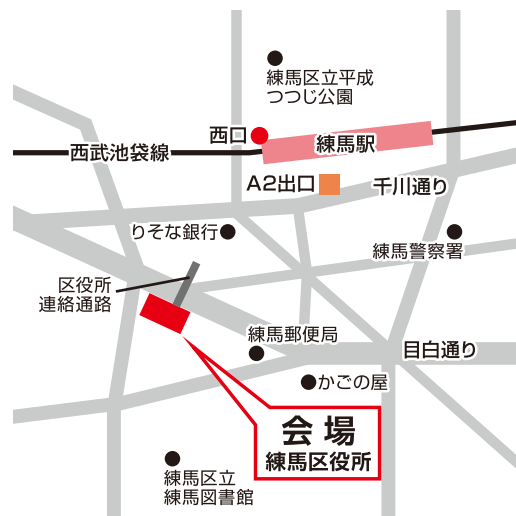 練馬区立平成
つつじ公園
西口
練馬駅
西武池袋線
A2出口
千川通り
りそな銀行
練馬警察署
区役所
連絡通路
練馬郵便局
目白通り
かごの屋
会場
練馬区役所
練馬区立
練馬図書館